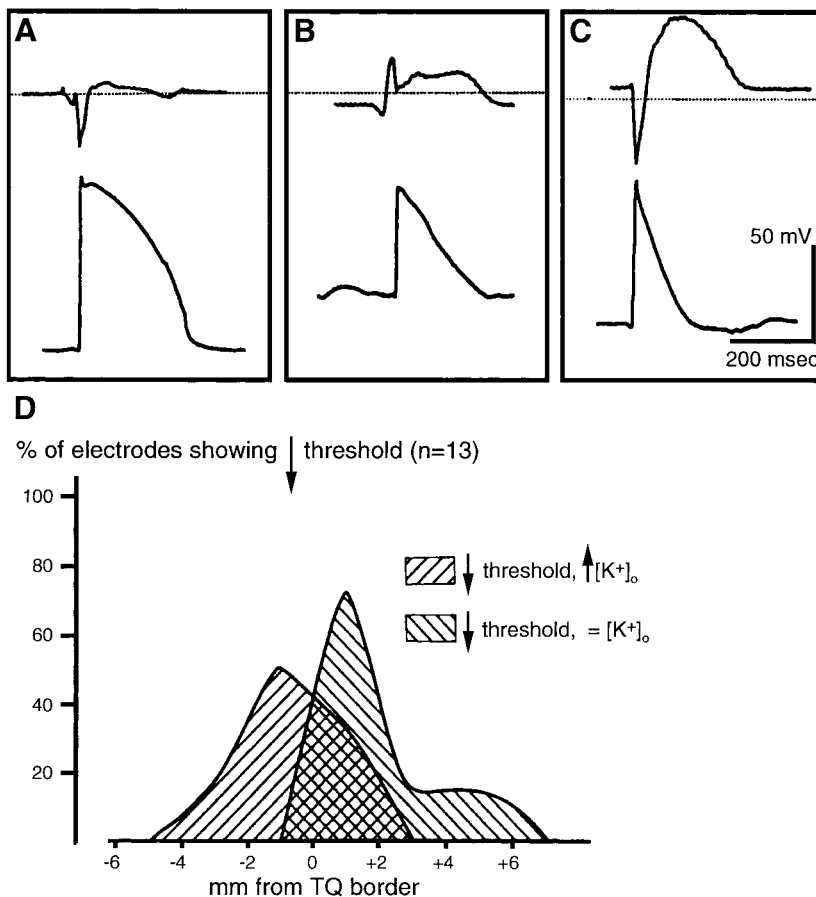 A
B
C
50 mV
200 msec
D
% of electrodes showing ↓ threshold (n=13)
100
80
60
40
20
↓ threshold, ↑[K⁺]ₒ
↓ threshold, = [K⁺]ₒ
-6 -4 -2 0 +2 +4 +6
mm from TQ border